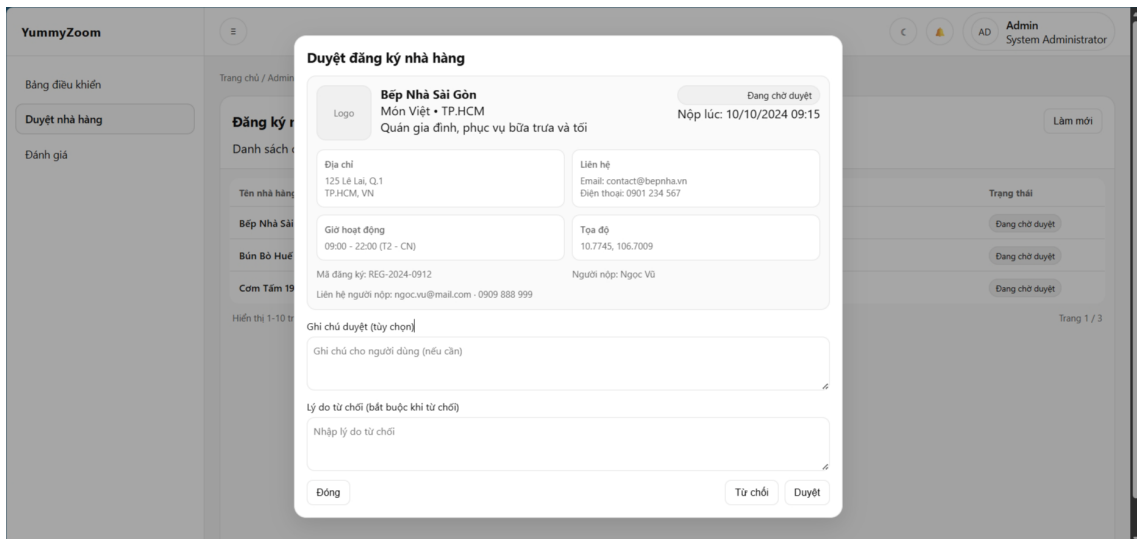 YummyZoom
AD
Admin
System Administrator
Bảng điều khiển
Duyệt nhà hàng
Đánh giá
Trang chủ / Admin
Đăng ký
Làm mới
Danh sách
Tên nhà hàng
Trạng thái
Bếp Nhà Sài
Đang chờ duyệt
Bún Bò Huế
Đang chờ duyệt
Cơm Tấm 19
Đang chờ duyệt
Hiển thị 1-10
Trang 1 / 3
Duyệt đăng ký nhà hàng
Logo
Bếp Nhà Sài Gòn
Món Việt • TP.HCM
Quán gia đình, phục vụ bữa trưa và tối
Đang chờ duyệt
Nộp lúc: 10/10/2024 09:15
Địa chỉ
125 Lê Lai, Q.1
TP.HCM, VN
Liên hệ
Email: contact@bepnha.vn
Điện thoại: 0901 234 567
Giờ hoạt động
09:00 - 22:00 (T2 - CN)
Tọa độ
10.7745, 106.7009
Mã đăng ký: REG-2024-0912
Người nộp: Ngọc Vũ
Liên hệ người nộp: ngoc.vu@mail.com · 0909 888 999
Ghi chú duyệt (tùy chọn)
Ghi chú cho người dùng (nếu cần)
Lý do từ chối (bắt buộc khi từ chối)
Nhập lý do từ chối
Đóng
Từ chối
Duyệt